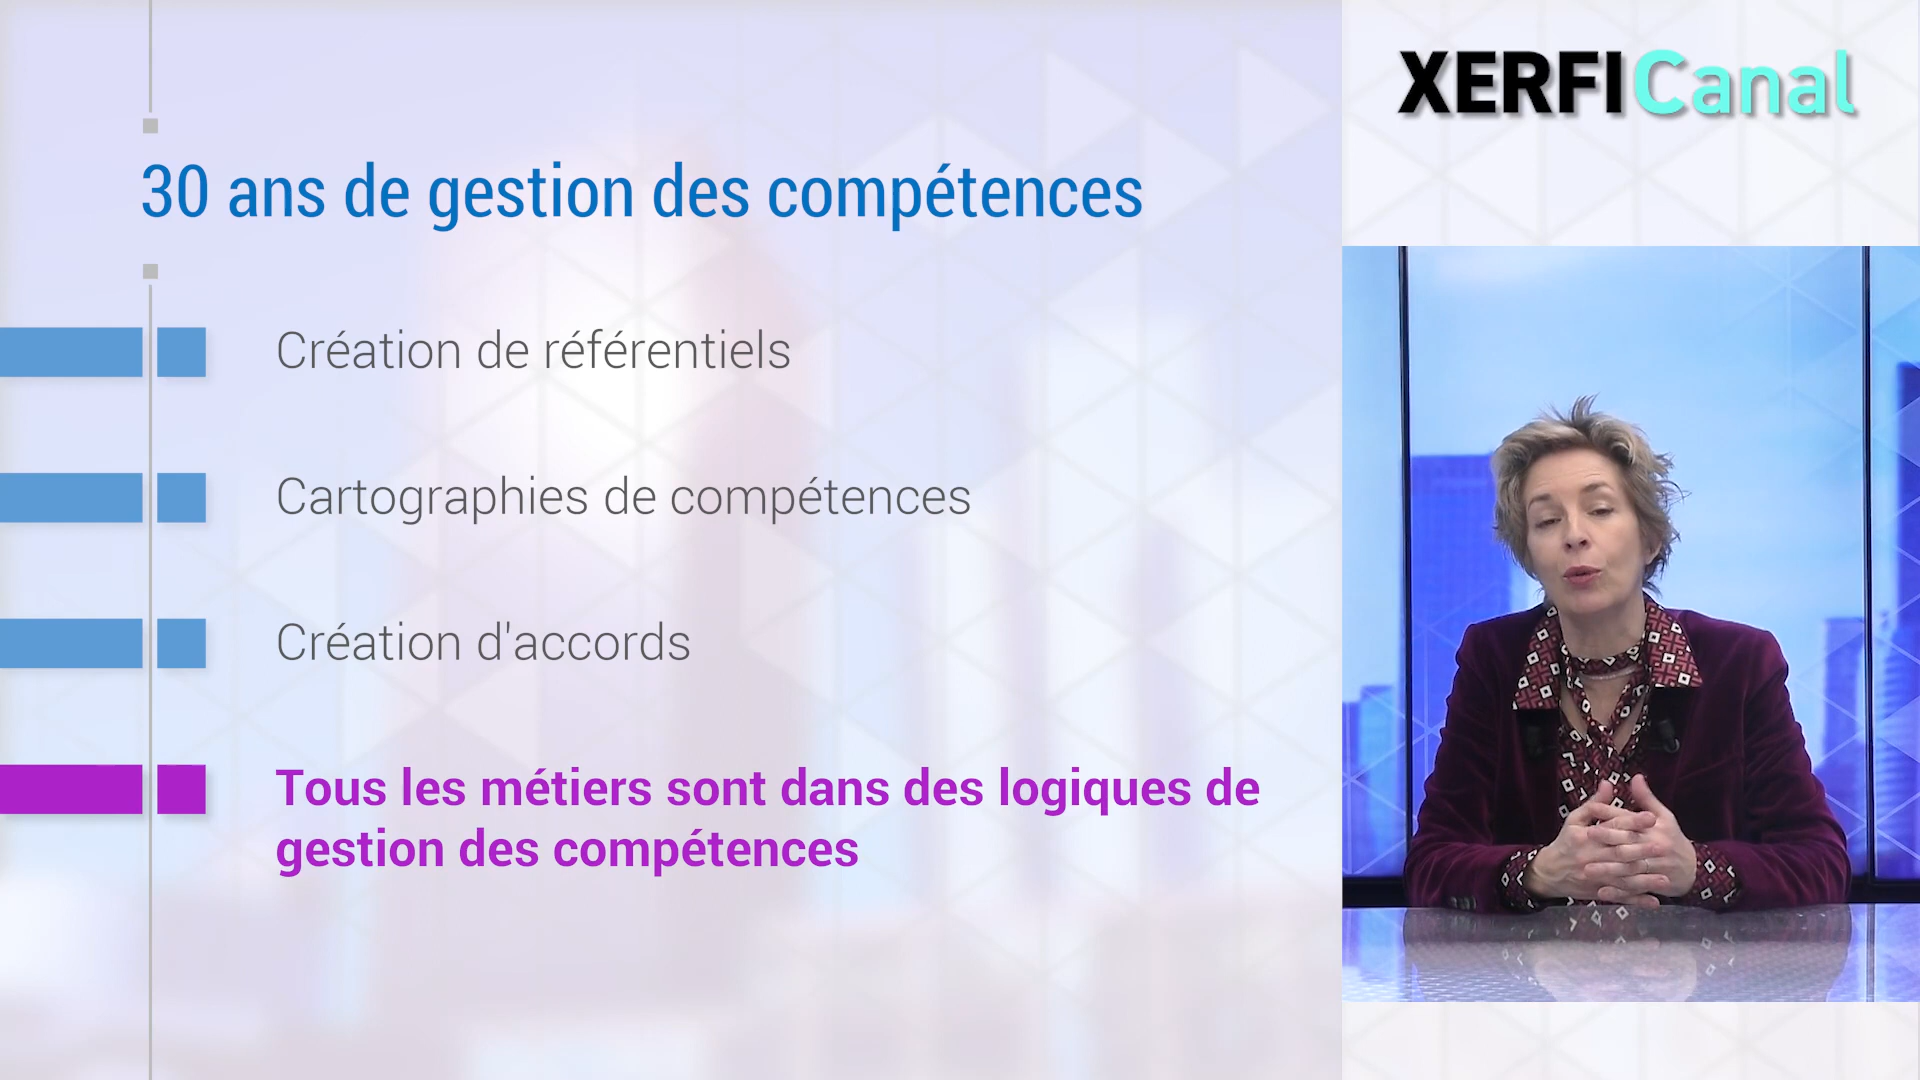 XERFI Canal
30 ans de gestion des compétences
Création de référentiels
Cartographies de compétences
Création d'accords
Tous les métiers sont dans des logiques de
gestion des compétences